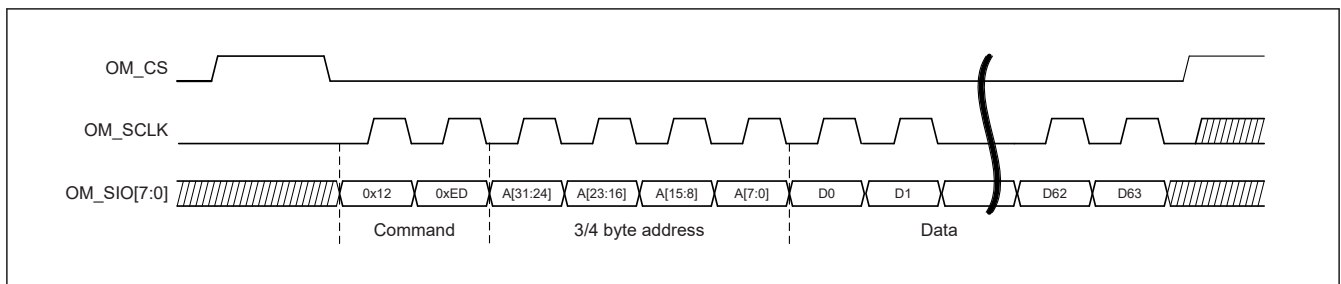 OM_CS
OM_SCLK
OM_SIO[7:0] 0x12 0xED A[31:24] A[23:16] A[15:8] A[7:0] D0 D1 D62 D63
Command 3/4 byte address Data